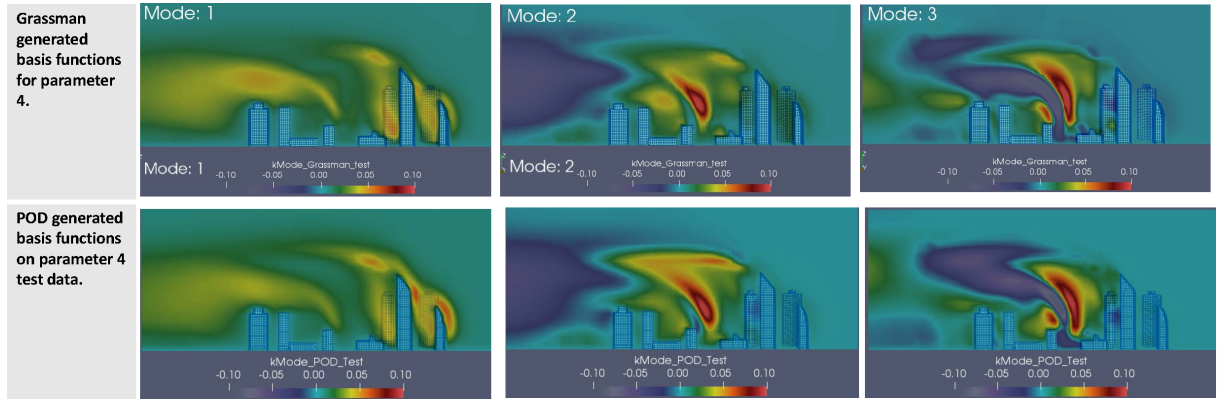 Grassman
generated
basis functions
for parameter
4.
Mode: 1
Mode: 1
kMode_Grassman_test
-0.10 -0.05 0.00 0.05 0.10
Mode: 2
Mode: 2
kMode_Grassman_test
-0.10 -0.05 0.00 0.05 0.10
Mode: 3
kMode_Grassman_test
-0.10 -0.05 0.00 0.05 0.10
POD generated
basis functions
on parameter 4
test data.
kMode_POD_Test
-0.10 -0.05 0.00 0.05 0.10
kMode_POD_Test
-0.10 -0.05 0.00 0.05 0.10
kMode_POD_Test
-0.10 -0.05 0.00 0.05 0.10